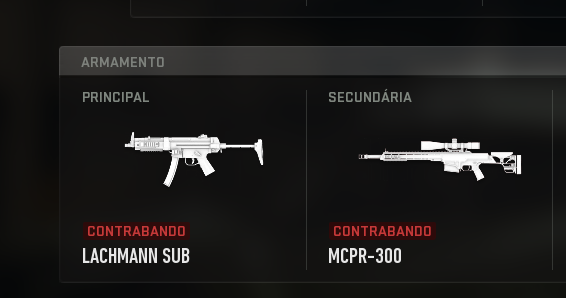 ARMAMENTO
PRINCIPAL
SECUNDÁRIA
CONTRABANDO
CONTRABANDO
LACHMANN SUB
MCPR-300